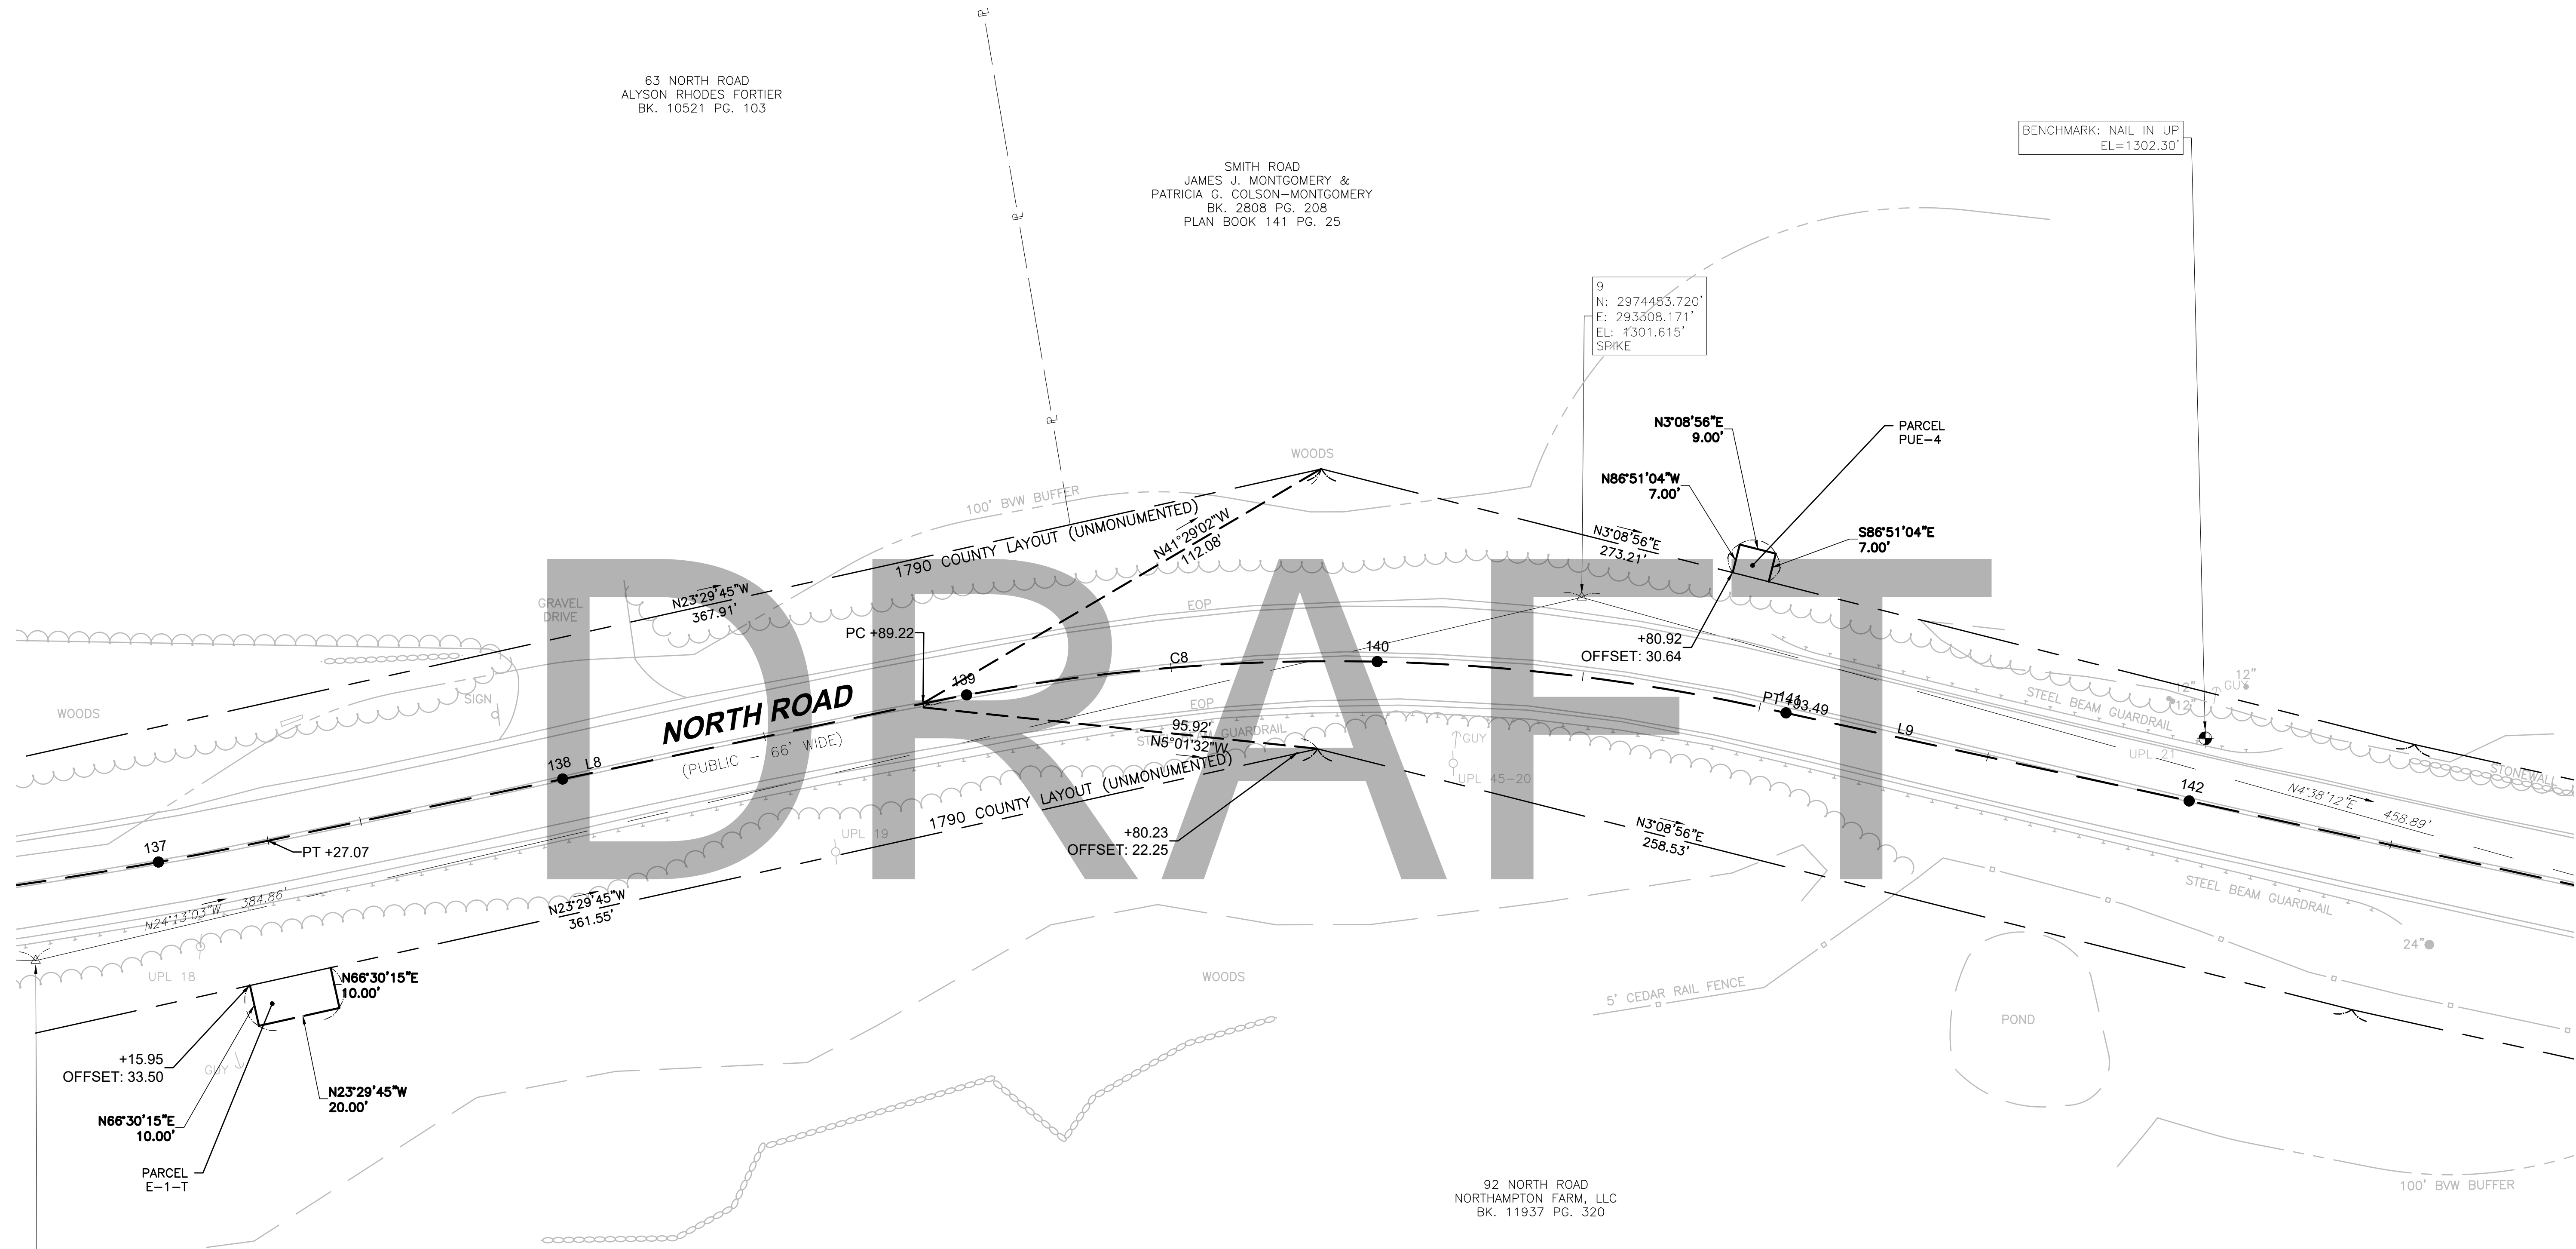 63 NORTH ROAD
ALYSON RHODES FORTIER
BK. 10521 PG. 103
SMITH ROAD
JAMES J. MONTGOMERY &
PATRICIA G. COLSON-MONTGOMERY
BK. 2808 PG. 208
PLAN BOOK 141 PG. 25
BENCHMARK: NAIL IN UP
EL=1302.30'
9
N: 2974453.720'
E: 293308.171'
EL: 1301.615'
SPIKE
N3°08'56"E
9.00'
PARCEL
PUE-4
N86°51'04"W
7.00'
S86°51'04"E
7.00'
WOODS
100' BVW BUFFER
1790 COUNTY LAYOUT (UNMONUMENTED)
N41°29'02"W
112.08'
N3°08'56"E
273.21'
N23°29'45"W
367.91'
GRAVEL
DRIVE
EOP
PC +89.22
+80.92
OFFSET: 30.64
139
C8
140
141
PT +93.49
L9
142
SIGN
WOODS
NORTH ROAD
(PUBLIC - 66' WIDE)
138
L8
137
PT +27.07
EOP
95.92'
N5°01'32"W
STEEL BEAM GUARDRAIL
GUY
UPL 45-20
1790 COUNTY LAYOUT (UNMONUMENTED)
UPL 19
+80.23
OFFSET: 22.25
N3°08'56"E
258.53'
STEEL BEAM GUARDRAIL
UPL 21
12"
12"
12"
GUY
STONEWALL
N4°38'12"E
458.89'
STEEL BEAM GUARDRAIL
24"
N24°13'03"W
384.86'
N23°29'45"W
361.55'
UPL 18
N66°30'15"E
10.00'
+15.95
OFFSET: 33.50
GUY
N66°30'15"E
10.00'
N23°29'45"W
20.00'
PARCEL
E-1-T
WOODS
5' CEDAR RAIL FENCE
POND
92 NORTH ROAD
NORTHAMPTON FARM, LLC
BK. 11937 PG. 320
100' BVW BUFFER
DRAFT